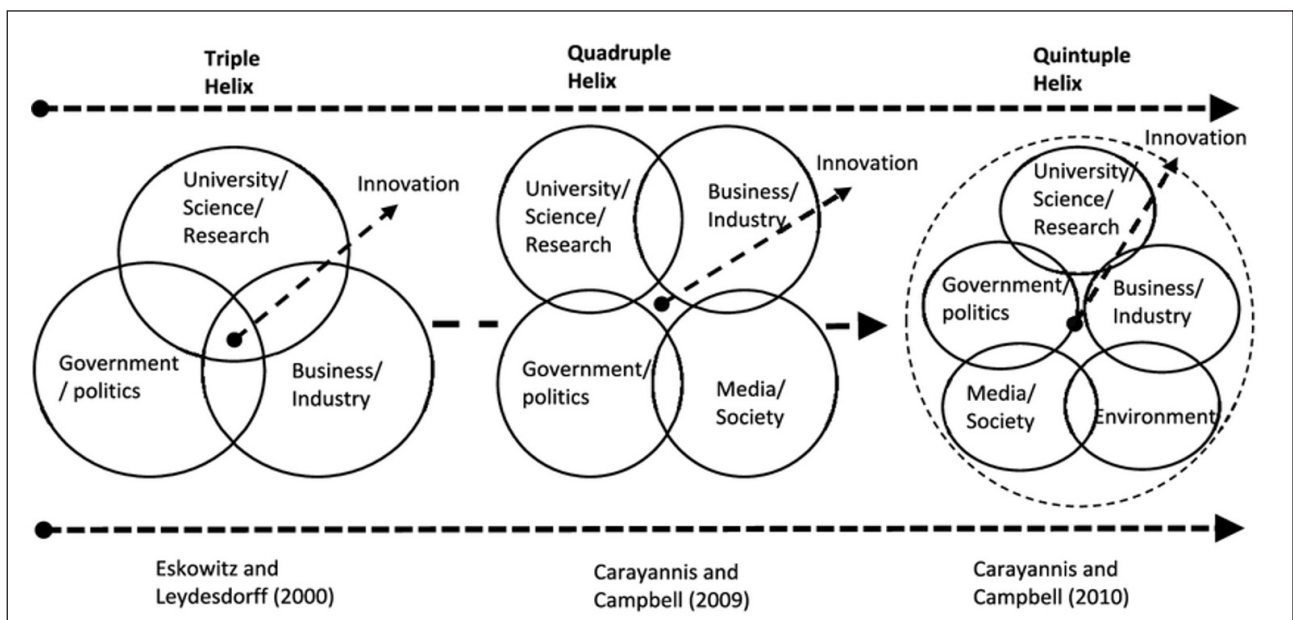 Triple
Helix
Quadruple
Helix
Quintuple
Helix
University/
Science/
Research
Innovation
Government
/ politics
Business/
Industry
University/
Science/
Research
Business/
Industry
Innovation
Government/
politics
Media/
Society
Innovation
University/
Science/
Research
Government/
politics
Business/
Industry
Media/
Society
Environment
Eskowitz and
Leydesdorff (2000)
Carayannis and
Campbell (2009)
Carayannis and
Campbell (2010)